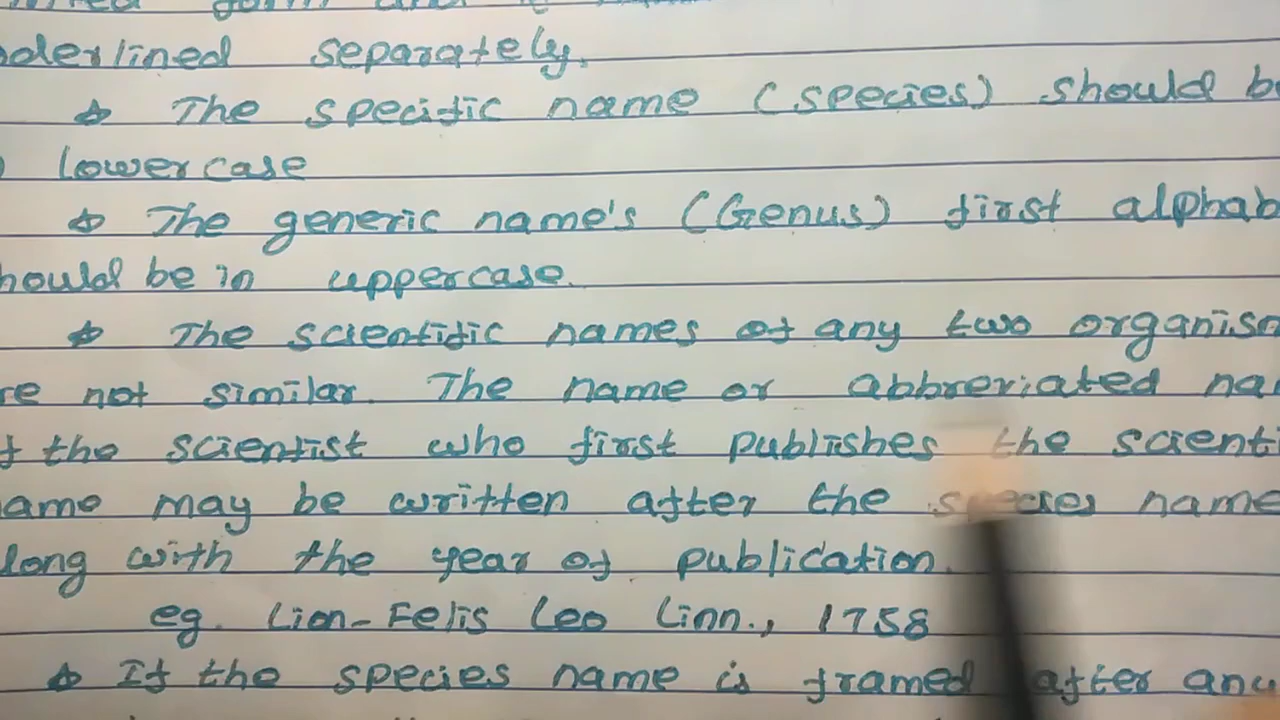 underlined separately.
☆ The specific name (species) should be
lowercase
☆ The generic name's (Genus) first alphab
hould be in uppercase.
☆ The scientific names of any two organism
re not similar. The name or abbreviated nam
f the scientist who first publishes the scienti
ame may be written after the species name
long with the year of publication.
eg. Lion-Felis Leo Linn., 1758
☆ If the species name is framed after any